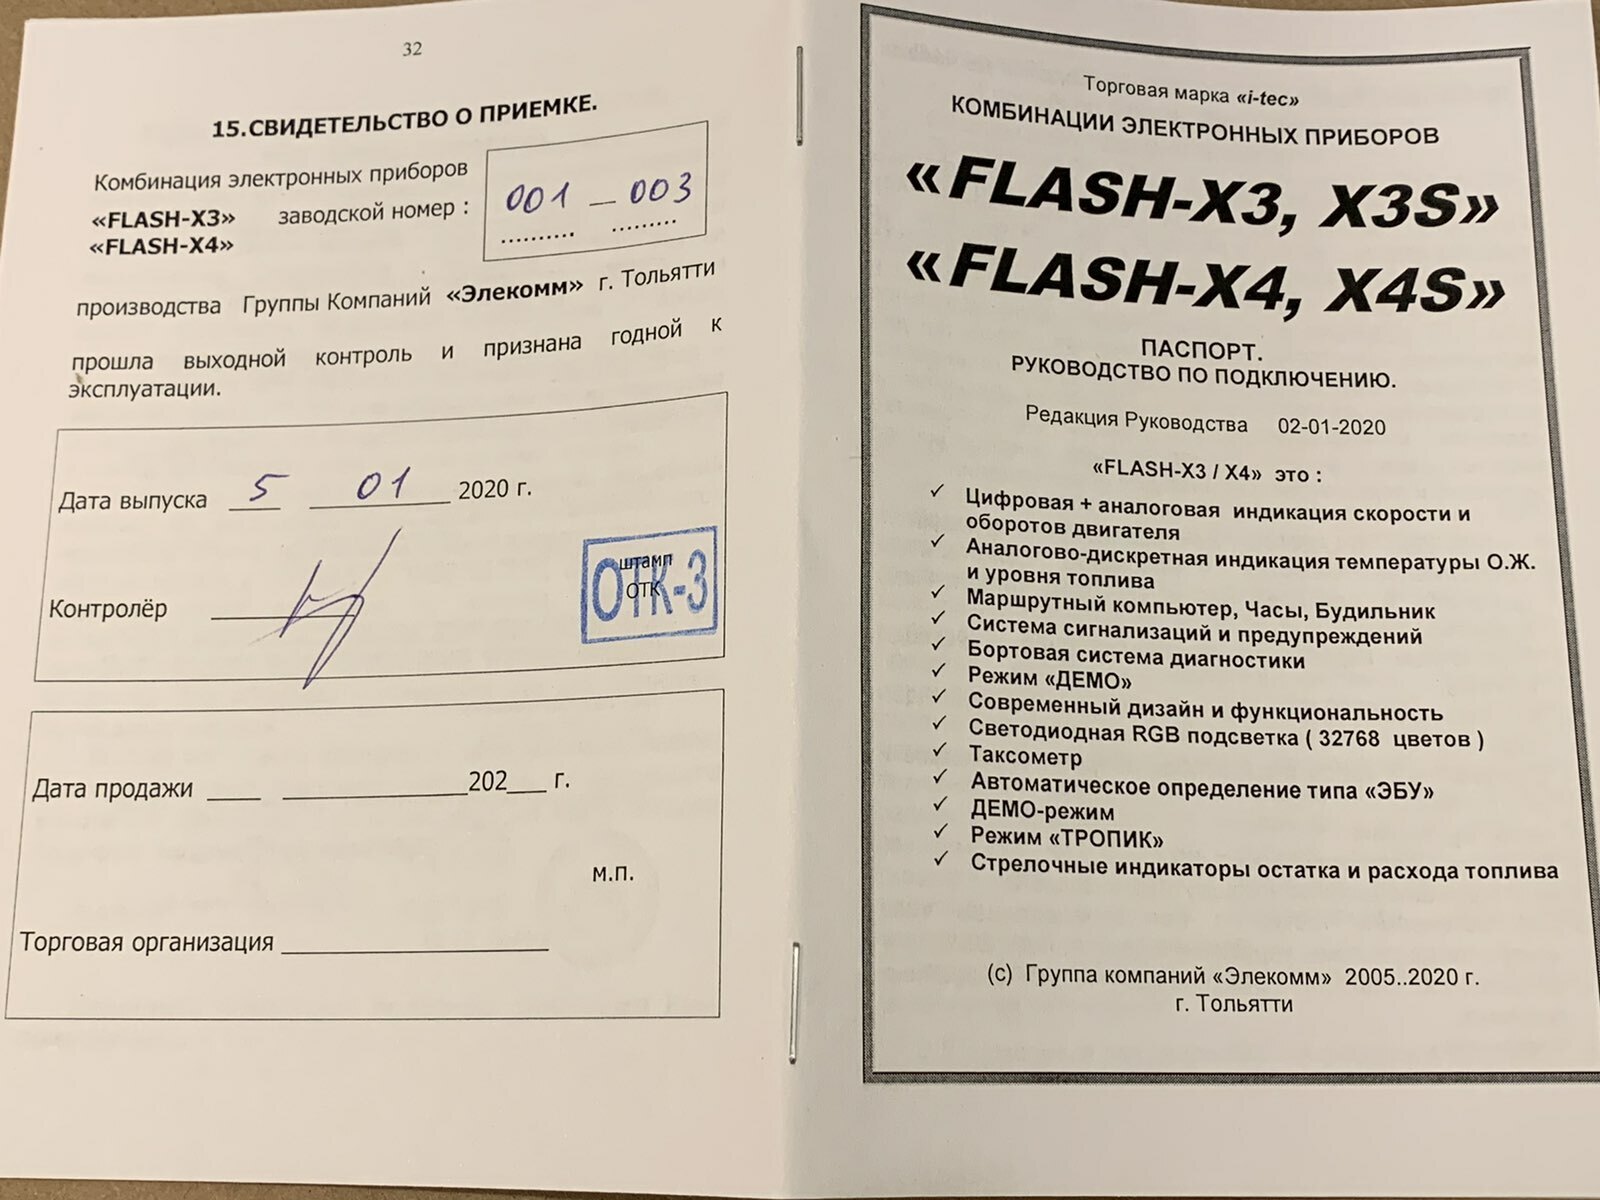 32
15.СВИДЕТЕЛЬСТВО О ПРИЕМКЕ.
Комбинация электронных приборов
«FLASH-X3» заводской номер :
«FLASH-X4»
001 – 003
.......... .........
производства Группы Компаний «Элекомм» г. Тольятти
прошла выходной контроль и признана годной к
эксплуатации.
Дата выпуска 5 01 2020 г.
штамп
ОТК
ОТК-3
Контролёр
Дата продажи ____ ______________202___ г.
м.п.
Торговая организация ____________________
Торговая марка «i-tec»
КОМБИНАЦИИ ЭЛЕКТРОННЫХ ПРИБОРОВ
«FLASH-X3, X3S»
«FLASH-X4, X4S»
ПАСПОРТ.
РУКОВОДСТВО ПО ПОДКЛЮЧЕНИЮ.
Редакция Руководства 02-01-2020
«FLASH-X3 / X4» это :
✓ Цифровая + аналоговая индикация скорости и
оборотов двигателя
✓ Аналогово-дискретная индикация температуры О.Ж.
и уровня топлива
✓ Маршрутный компьютер, Часы, Будильник
✓ Система сигнализаций и предупреждений
✓ Бортовая система диагностики
✓ Режим «ДЕМО»
✓ Современный дизайн и функциональность
✓ Светодиодная RGB подсветка ( 32768 цветов )
✓ Таксометр
✓ Автоматическое определение типа «ЭБУ»
✓ ДЕМО-режим
✓ Режим «ТРОПИК»
✓ Стрелочные индикаторы остатка и расхода топлива
(с) Группа компаний «Элекомм» 2005..2020 г.
г. Тольятти